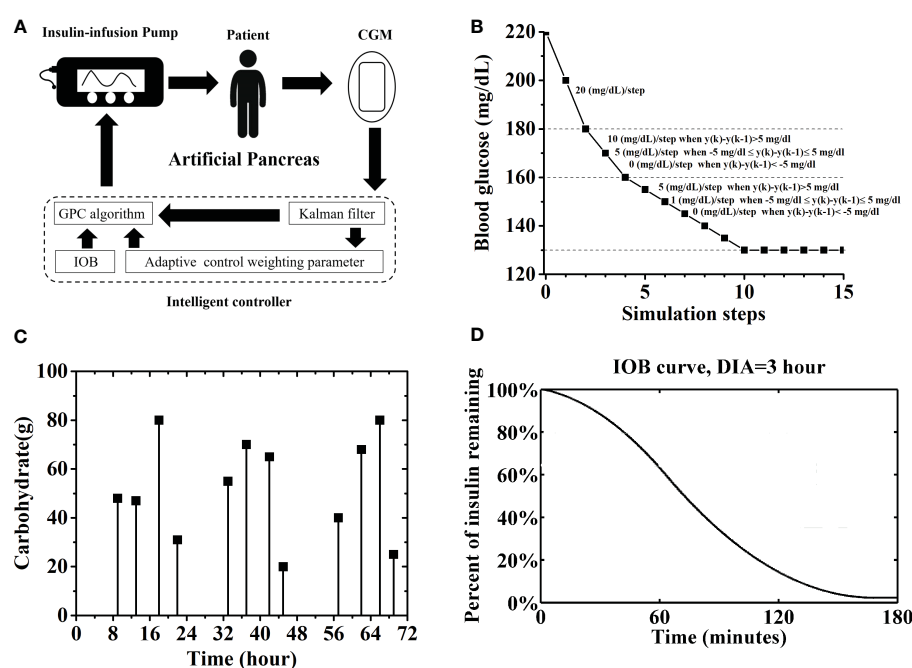 A
Insulin-infusion Pump
Patient
CGM
Artificial Pancreas
GPC algorithm
Kalman filter
IOB
Adaptive control weighting parameter
Intelligent controller
B
220
200
180
160
140
120
Blood glucose (mg/dL)
20 (mg/dL)/step
10 (mg/dL)/step when y(k)-y(k-1)>5 mg/dl
5 (mg/dL)/step when -5 mg/dl ≤ y(k)-y(k-1)≤ 5 mg/dl
0 (mg/dL)/step when y(k)-y(k-1)< -5 mg/dl
5 (mg/dL)/step when y(k)-y(k-1)>5 mg/dl
1 (mg/dL)/step when -5 mg/dl ≤ y(k)-y(k-1)≤ 5 mg/dl
0 (mg/dL)/step when y(k)-y(k-1)< -5 mg/dl
0 5 10 15
Simulation steps
C
100
80
60
40
20
0
Carbohydrate(g)
0 8 16 24 32 40 48 56 64 72
Time (hour)
D
IOB curve, DIA=3 hour
100%
80%
60%
40%
20%
0%
Percent of insulin remaining
0 60 120 180
Time (minutes)